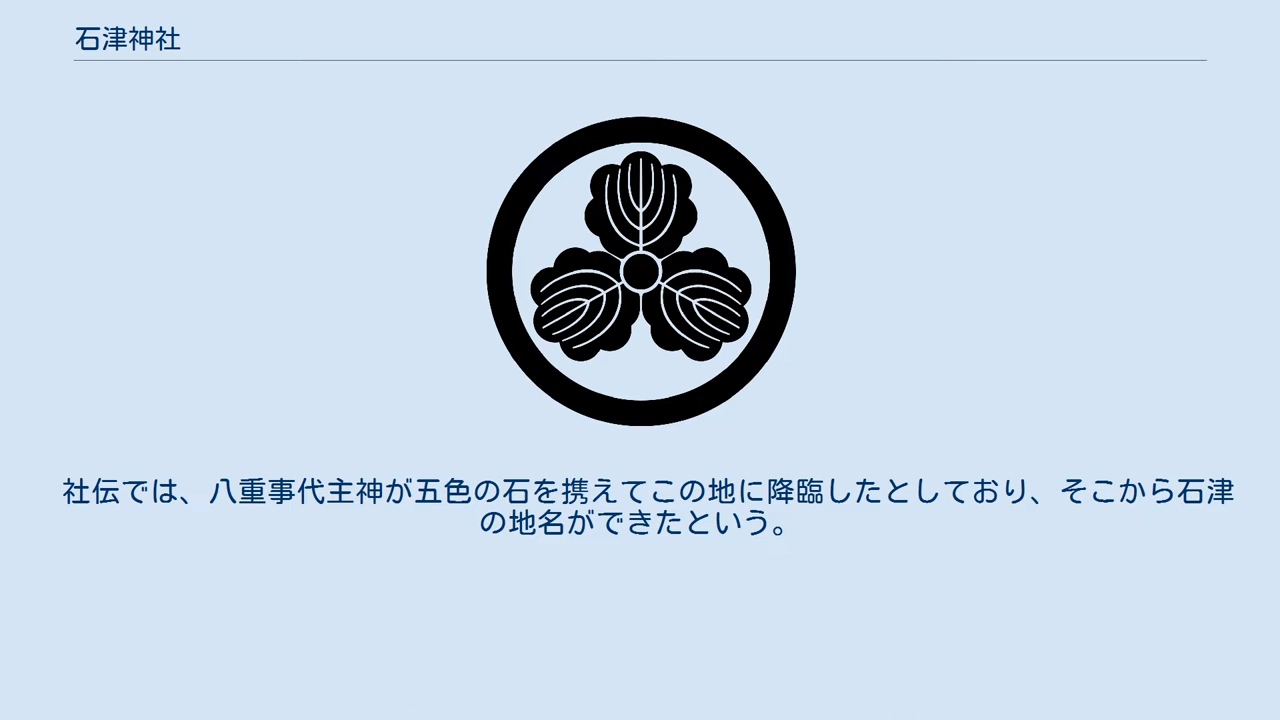 石津神社
社伝では、八重事代主神が五色の石を携えてこの地に降臨したとしており、そこから石津
の地名ができたという。